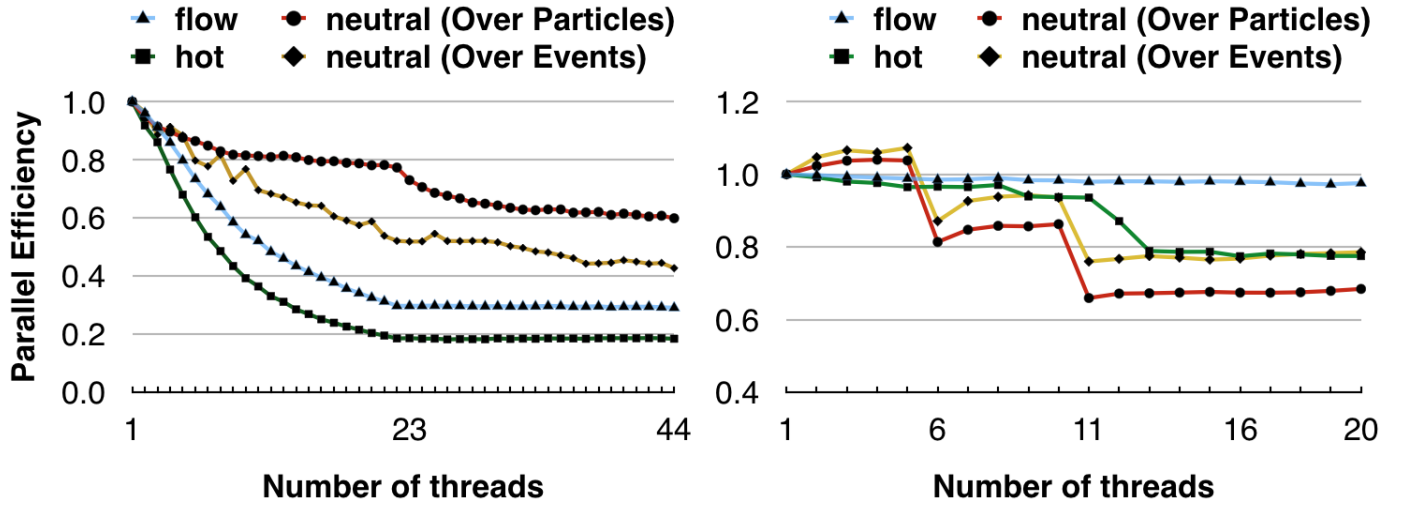 flow neutral (Over Particles)
hot neutral (Over Events)
Parallel Efficiency
1.0
0.8
0.6
0.4
0.2
0.0
1 23 44
Number of threads
flow neutral (Over Particles)
hot neutral (Over Events)
1.2
1.0
0.8
0.6
0.4
1 6 11 16 20
Number of threads